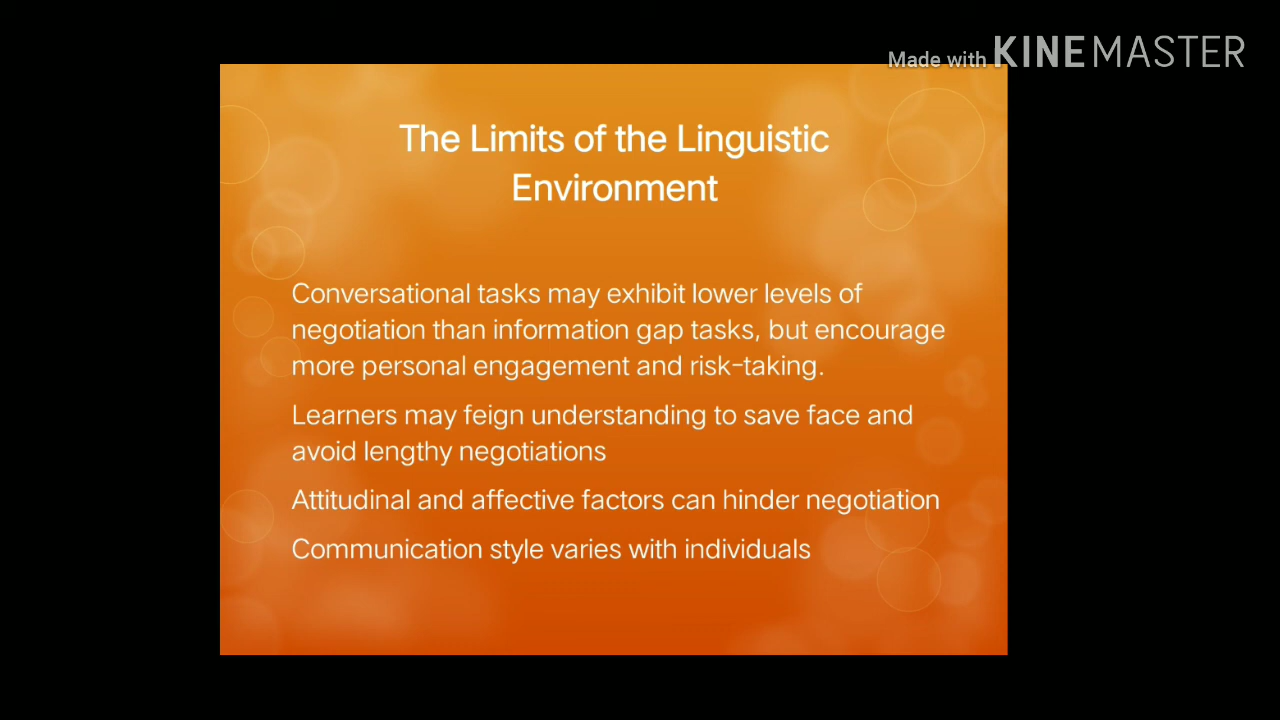 Made with KINEMASTER
The Limits of the Linguistic
Environment
Conversational tasks may exhibit lower levels of
negotiation than information gap tasks, but encourage
more personal engagement and risk-taking.
Learners may feign understanding to save face and
avoid lengthy negotiations
Attitudinal and affective factors can hinder negotiation
Communication style varies with individuals